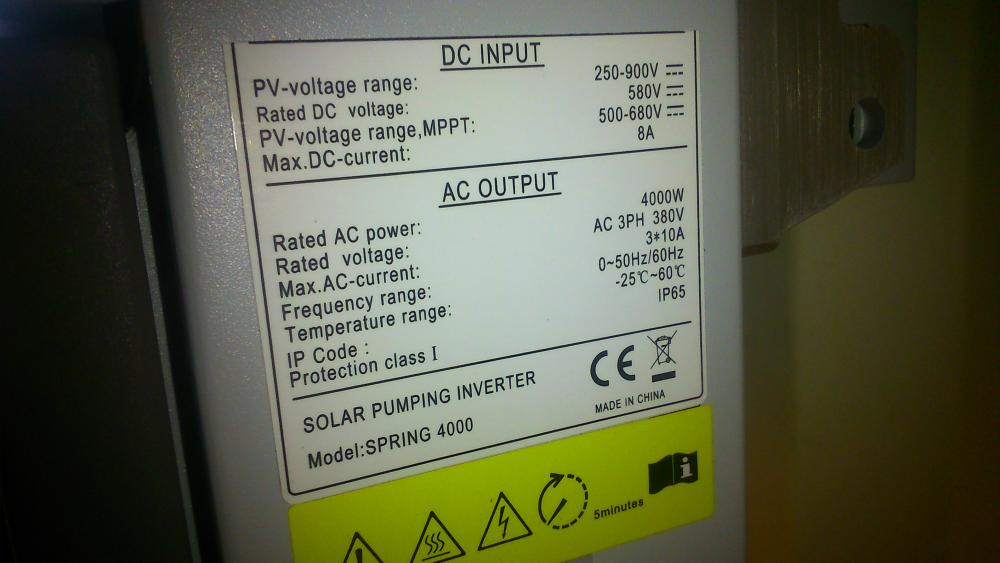 DC INPUT
PV-voltage range: 250-900V ⎓
Rated DC voltage: 580V ⎓
PV-voltage range,MPPT: 500-680V ⎓
Max.DC-current: 8A
AC OUTPUT
Rated AC power: 4000W
Rated voltage: AC 3PH 380V
Max.AC-current: 3*10A
Frequency range: 0~50Hz/60Hz
Temperature range: -25℃~60℃
IP Code : IP65
Protection class I
SOLAR PUMPING INVERTER
Model:SPRING 4000
CE
MADE IN CHINA
5minutes
i